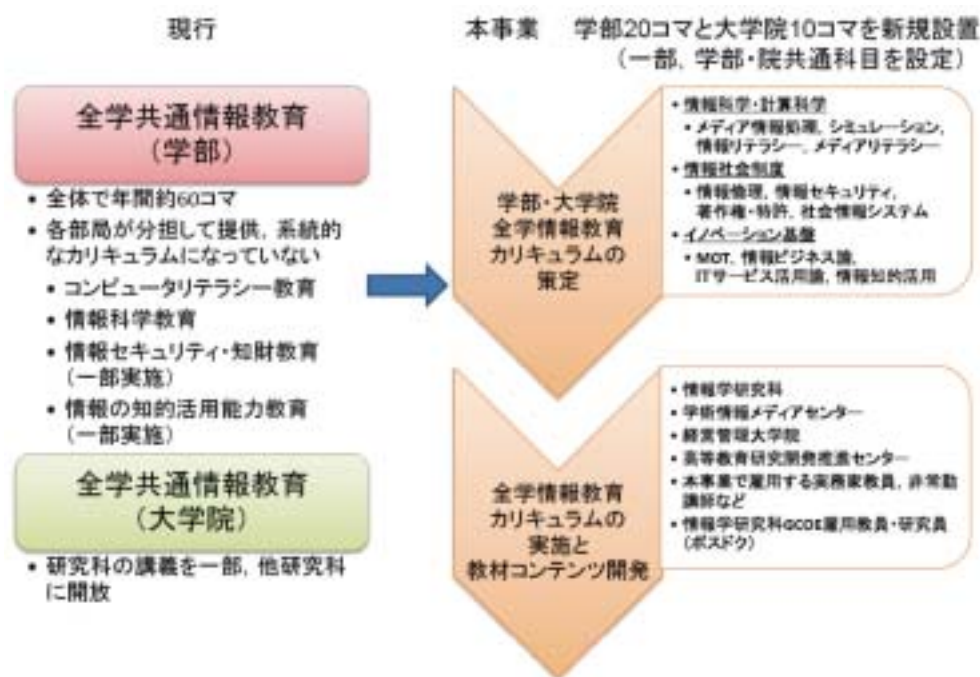 現行
全学共通情報教育
（学部）
• 全体で年間約60コマ
• 各部局が分担して提供, 系統的
なカリキュラムになっていない
• コンピュータリテラシー教育
• 情報科学教育
• 情報セキュリティ・知財教育
（一部実施）
• 情報の知的活用能力教育
（一部実施）
全学共通情報教育
（大学院）
• 研究科の講義を一部, 他研究科
に開放
本事業 学部20コマと大学院10コマを新規設置
（一部, 学部・院共通科目を設定）
学部・大学院
全学情報教育
カリキュラムの
策定
• 情報科学・計算科学
• メディア情報処理, シミュレーション,
情報リテラシー, メディアリテラシー
• 情報社会制度
• 情報倫理, 情報セキュリティ,
著作権・特許, 社会情報システム
• イノベーション基盤
• MOT, 情報ビジネス論,
ITサービス活用論, 情報知的活用
全学情報教育
カリキュラムの
実施と
教材コンテンツ開発
• 情報学研究科
• 学術情報メディアセンター
• 経営管理大学院
• 高等教育研究開発推進センター
• 本事業で雇用する実務家教員, 非常勤
講師など
• 情報学研究科GCOE雇用教員・研究員
（ポスドク）